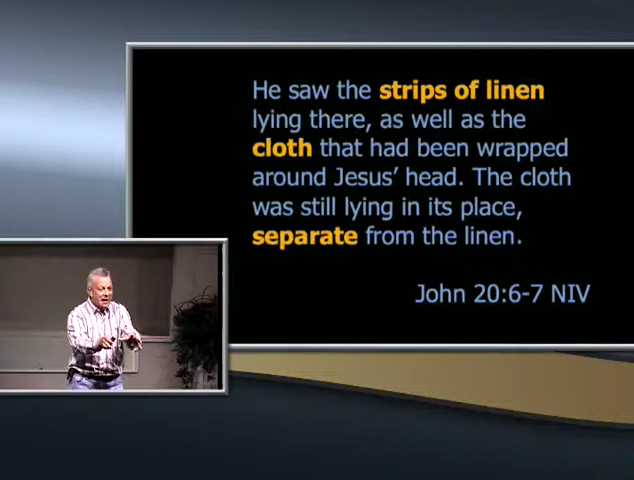 He saw the strips of linen
lying there, as well as the
cloth that had been wrapped
around Jesus’ head. The cloth
was still lying in its place,
separate from the linen.
John 20:6-7 NIV